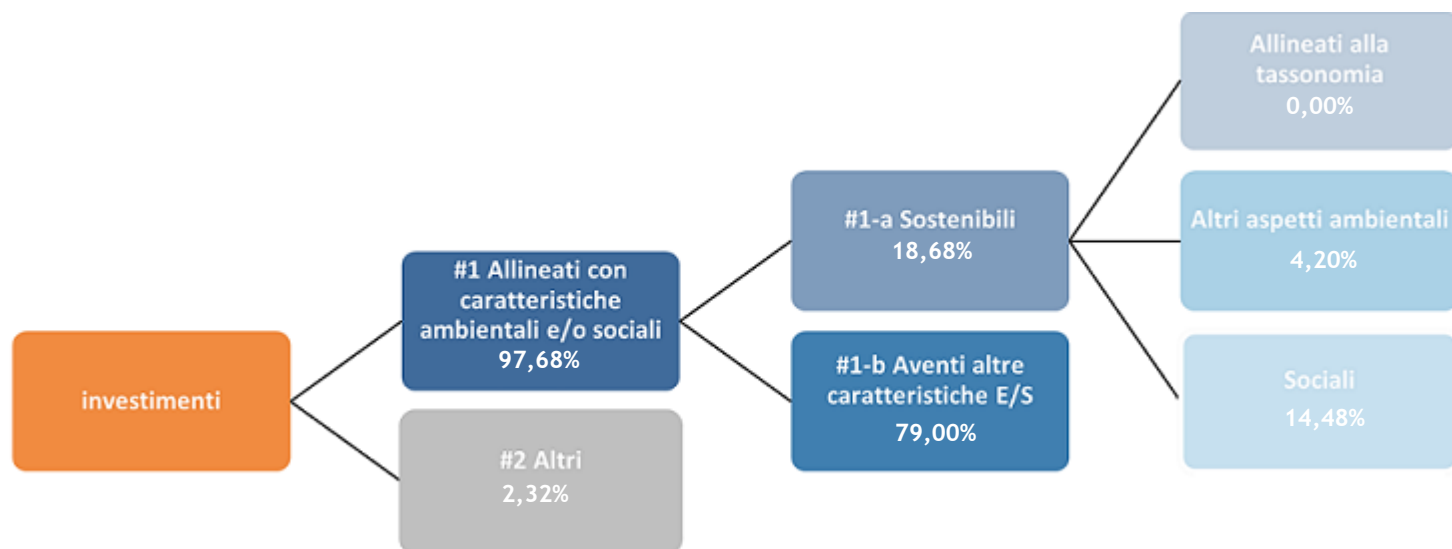 investimenti
#1 Allineati con
caratteristiche
ambientali e/o sociali
97,68%
#2 Altri
2,32%
#1-a Sostenibili
18,68%
#1-b Aventi altre
caratteristiche E/S
79,00%
Allineati alla
tassonomia
0,00%
Altri aspetti ambientali
4,20%
Sociali
14,48%